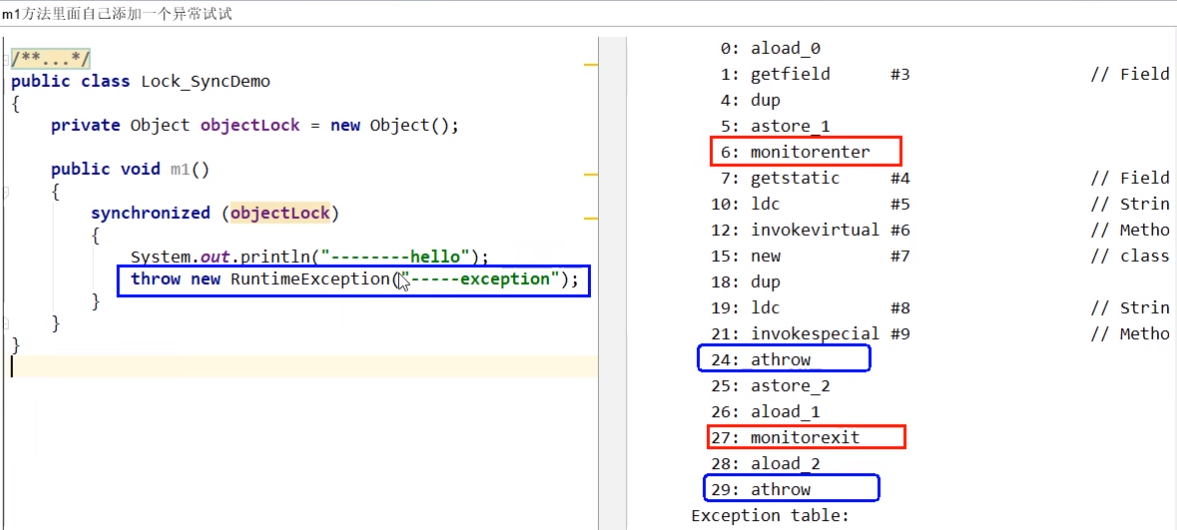 m1方法里面自己添加一个异常试试
/**...*/
public class Lock_SyncDemo
{
private Object objectLock = new Object();
public void m1()
{
synchronized (objectLock)
{
System.out.println("--------hello");
throw new RuntimeException("-----exception");
}
}
}
0: aload_0
1: getfield #3 // Field
4: dup
5: astore_1
6: monitorenter
7: getstatic #4 // Field
10: ldc #5 // Strin
12: invokevirtual #6 // Metho
15: new #7 // class
18: dup
19: ldc #8 // Strin
21: invokespecial #9 // Metho
24: athrow
25: astore_2
26: aload_1
27: monitorexit
28: aload_2
29: athrow
Exception table: